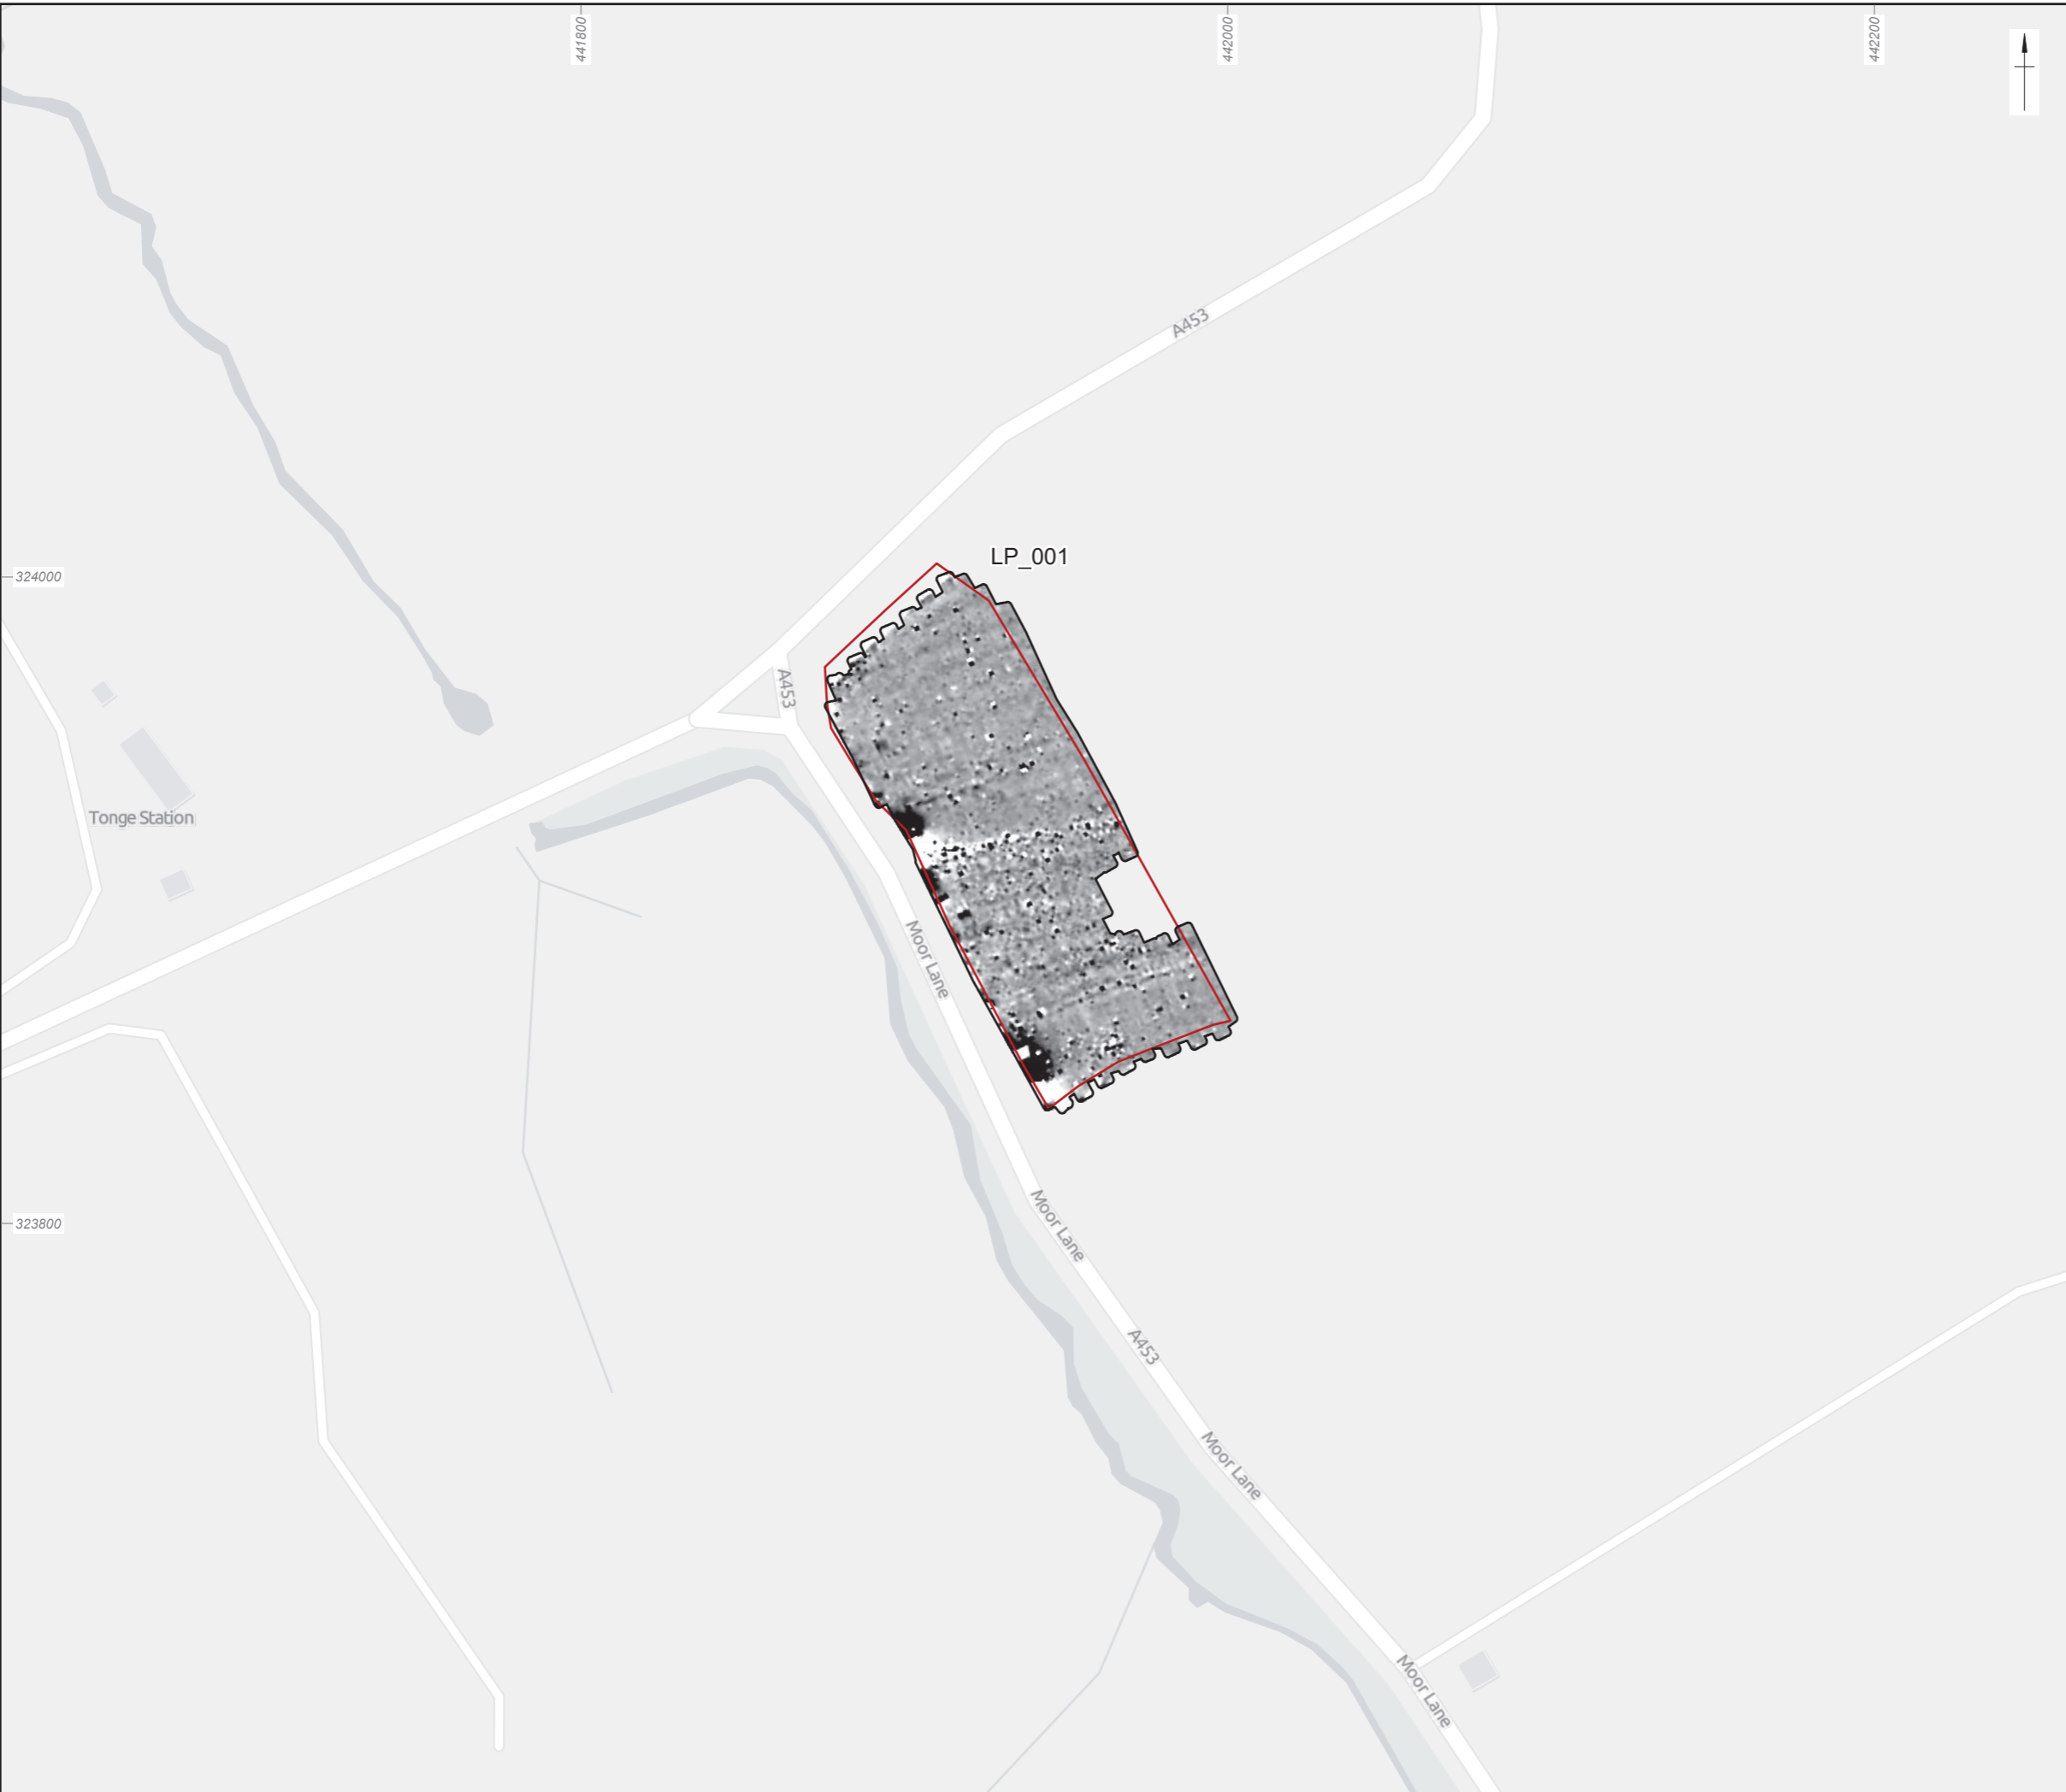 441800
442000
442200
A453
LP_001
324000
A453
Tonge Station
Moor Lane
Moor Lane
323800
A453
Moor Lane
Moor Lane